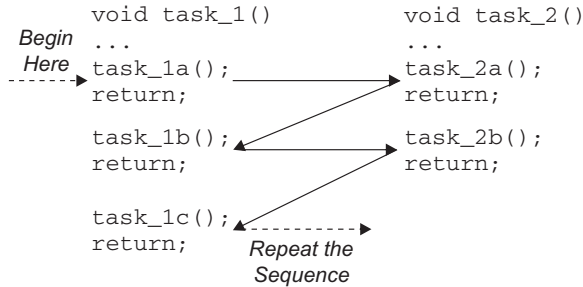 void task_1()
void task_2()
Begin
Here
...
...
task_1a();
task_2a();
return;
return;
task_1b();
task_2b();
return;
return;
task_1c();
return;
Repeat the
Sequence